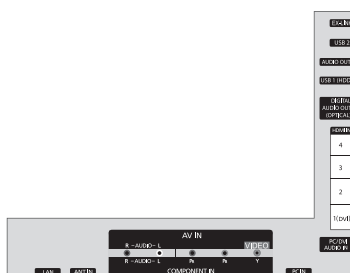 EX-LINK
USB 2
AUDIO OUT
USB 1 (HDD
DIGITAL
AUDIO OUT
(OPTICAL)
HDMI IN
4
3
2
1(DVI)
PC/DVI
AUDIO IN
AV IN
R -AUDIO- L
VIDEO
R -AUDIO- L
PR
PB
Y
LAN
ANT IN
COMPONENT IN
PC IN